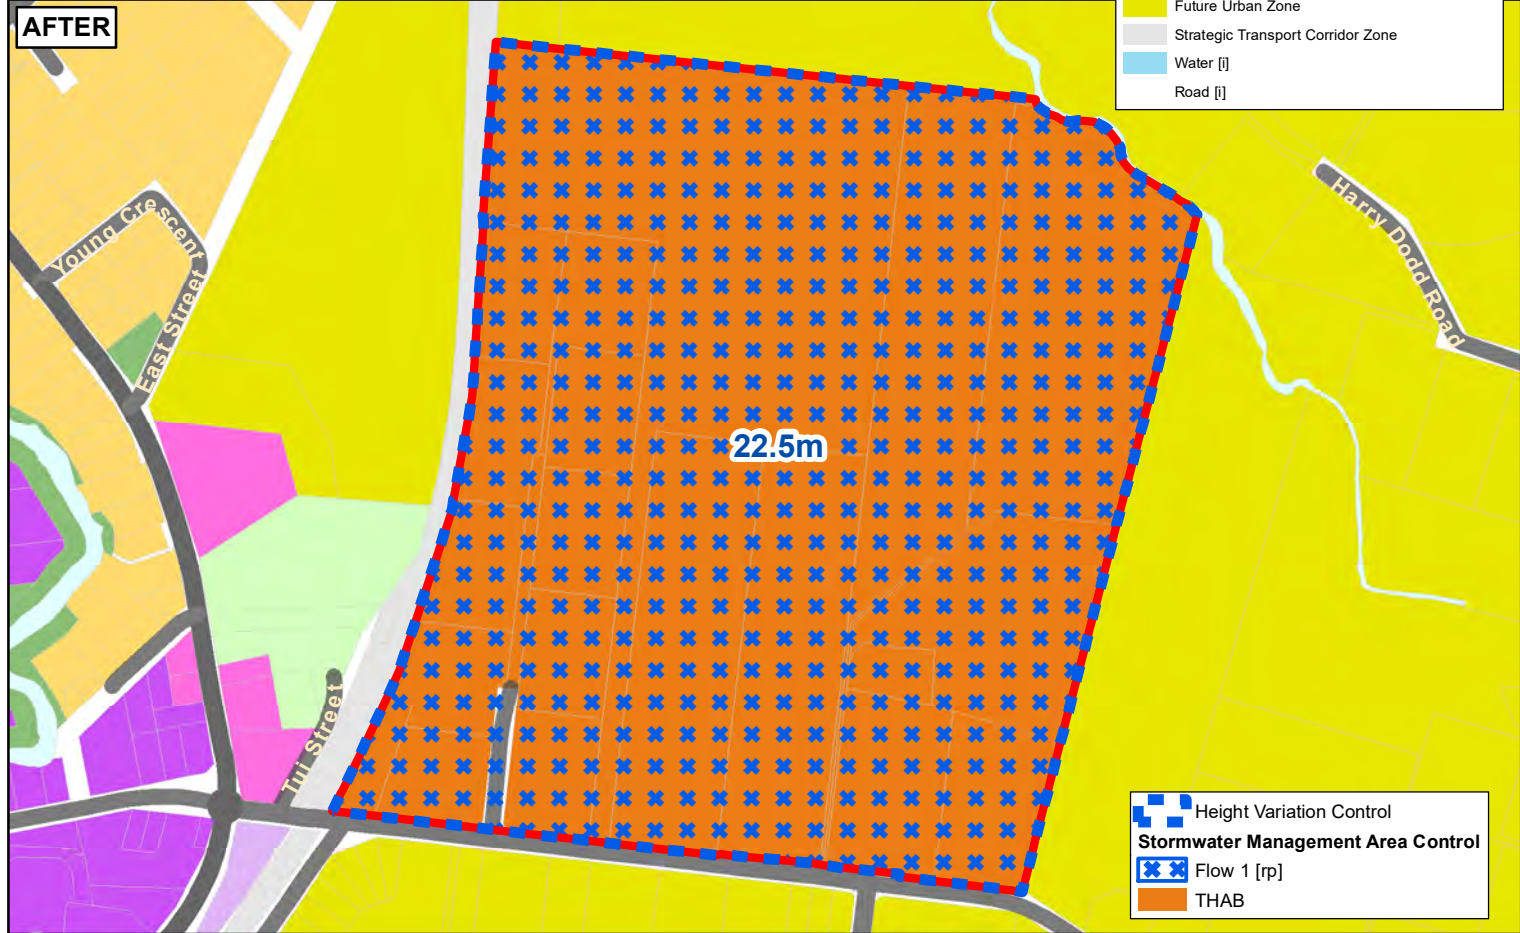 AFTER
Future Urban Zone
Strategic Transport Corridor Zone
Water [i]
Road [i]
Young Crescent
East Street
Harry Dodd Road
22.5m
Tui Street
Height Variation Control
Stormwater Management Area Control
Flow 1 [rp]
THAB